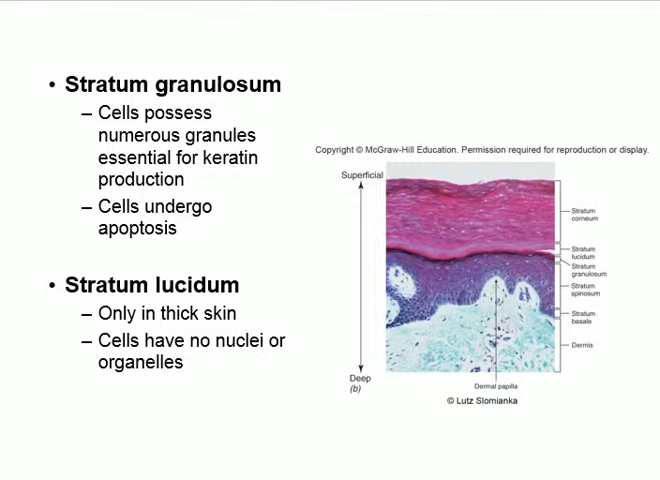 • Stratum granulosum
– Cells possess
numerous granules
essential for keratin
production
– Cells undergo
apoptosis
• Stratum lucidum
– Only in thick skin
– Cells have no nuclei or
organelles
Copyright © McGraw-Hill Education. Permission required for reproduction or display.
Superficial
Stratum
corneum
Stratum
lucidum
Stratum
granulosum
Stratum
spinosum
Stratum
basale
Dermis
Deep
(b)
Dermal papilla
© Lutz Slomianka